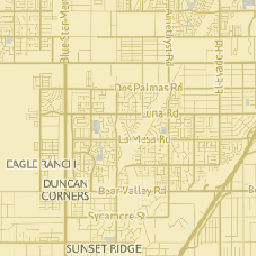 Dos Palmas Rd
Luna Rd
La Mesa Rd
EAGLE RANCH
DUNCAN
CORNERS
Bear Valley Rd
Sycamore St
SUNSET RIDGE